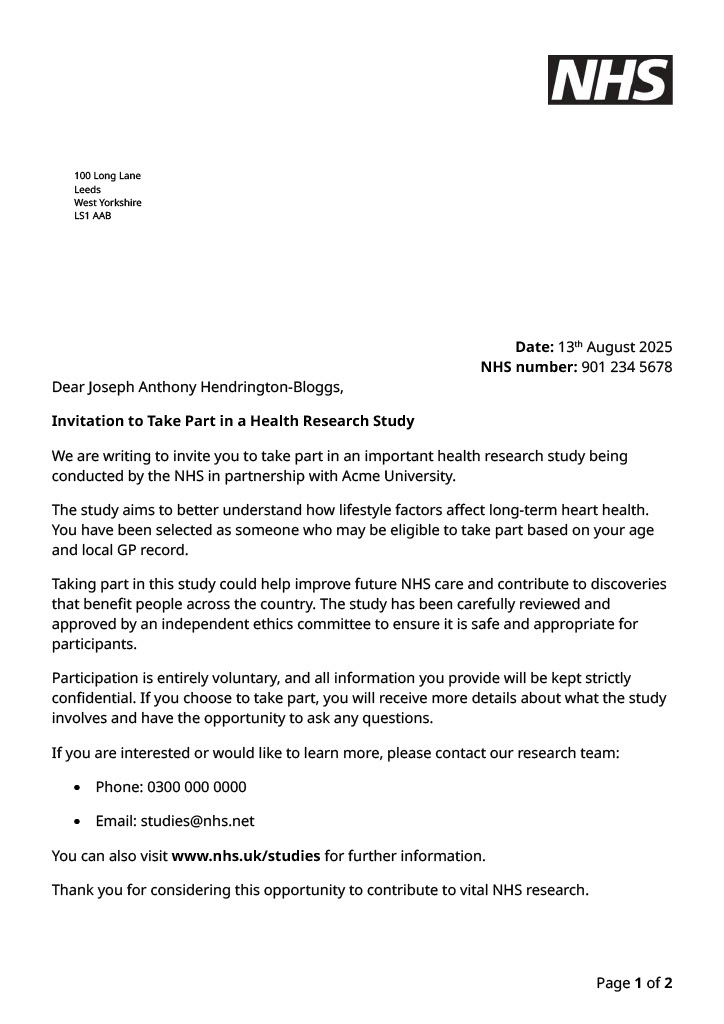 NHS
100 Long Lane
Leeds
West Yorkshire
LS1 AAB
Date: 13th August 2025
NHS number: 901 234 5678
Dear Joseph Anthony Hendrington-Bloggs,
Invitation to Take Part in a Health Research Study
We are writing to invite you to take part in an important health research study being
conducted by the NHS in partnership with Acme University.
The study aims to better understand how lifestyle factors affect long-term heart health.
You have been selected as someone who may be eligible to take part based on your age
and local GP record.
Taking part in this study could help improve future NHS care and contribute to discoveries
that benefit people across the country. The study has been carefully reviewed and
approved by an independent ethics committee to ensure it is safe and appropriate for
participants.
Participation is entirely voluntary, and all information you provide will be kept strictly
confidential. If you choose to take part, you will receive more details about what the study
involves and have the opportunity to ask any questions.
If you are interested or would like to learn more, please contact our research team:
• Phone: 0300 000 0000
• Email: studies@nhs.net
You can also visit www.nhs.uk/studies for further information.
Thank you for considering this opportunity to contribute to vital NHS research.
Page 1 of 2